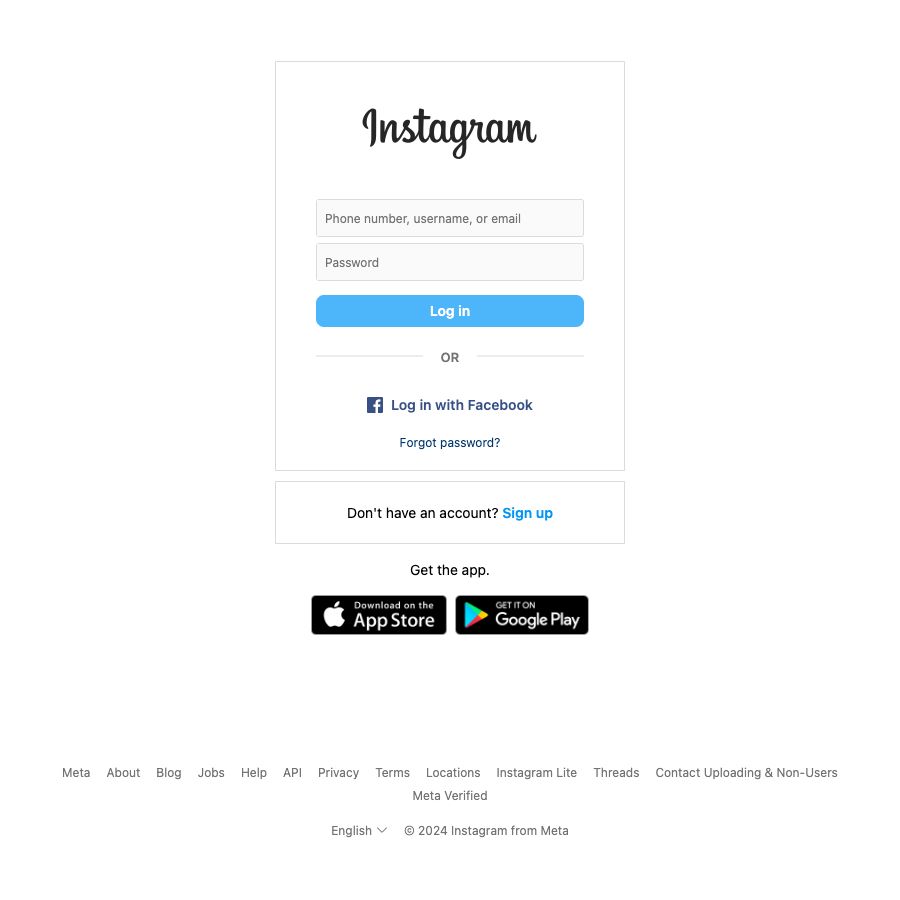 Instagram
Phone number, username, or email
Password
Log in
OR
Log in with Facebook
Forgot password?
Don't have an account? Sign up
Get the app.
Download on the
App Store
GET IT ON
Google Play
Meta About Blog Jobs Help API Privacy Terms Locations Instagram Lite Threads Contact Uploading & Non-Users
Meta Verified
English © 2024 Instagram from Meta